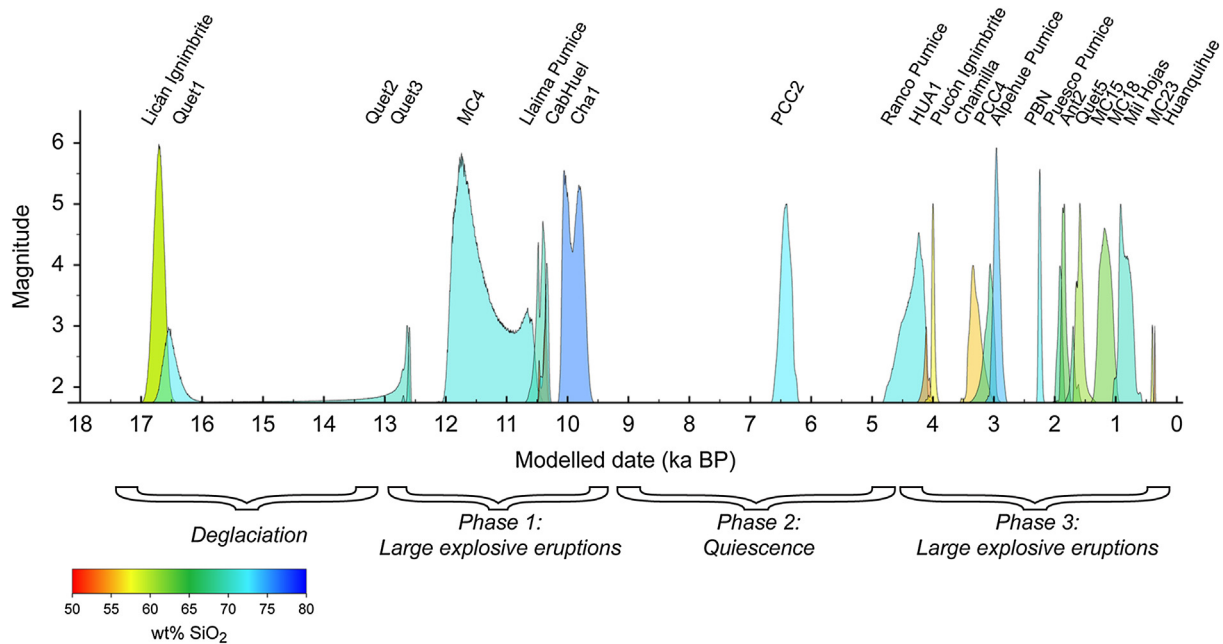 Licán Ignimbrite
Quet1
Quet2
Quet3
MC4
Llaima Pumice
CabHuel
Cha1
PCC2
Ranco Pumice
HUA1
Pucón Ignimbrite
Chaimilla
PCC4
Alpehue Pumice
PBN
Puesco Pumice
Ant2
Quet5
MC15
MC18
Mil Hojas
MC23
Huanquihue
Magnitude
6
5
4
3
2
18 17 16 15 14 13 12 11 10 9 8 7 6 5 4 3 2 1 0
Modelled date (ka BP)
Deglaciation
Phase 1:
Large explosive eruptions
Phase 2:
Quiescence
Phase 3:
Large explosive eruptions
50 55 60 65 70 75 80
wt% SiO₂